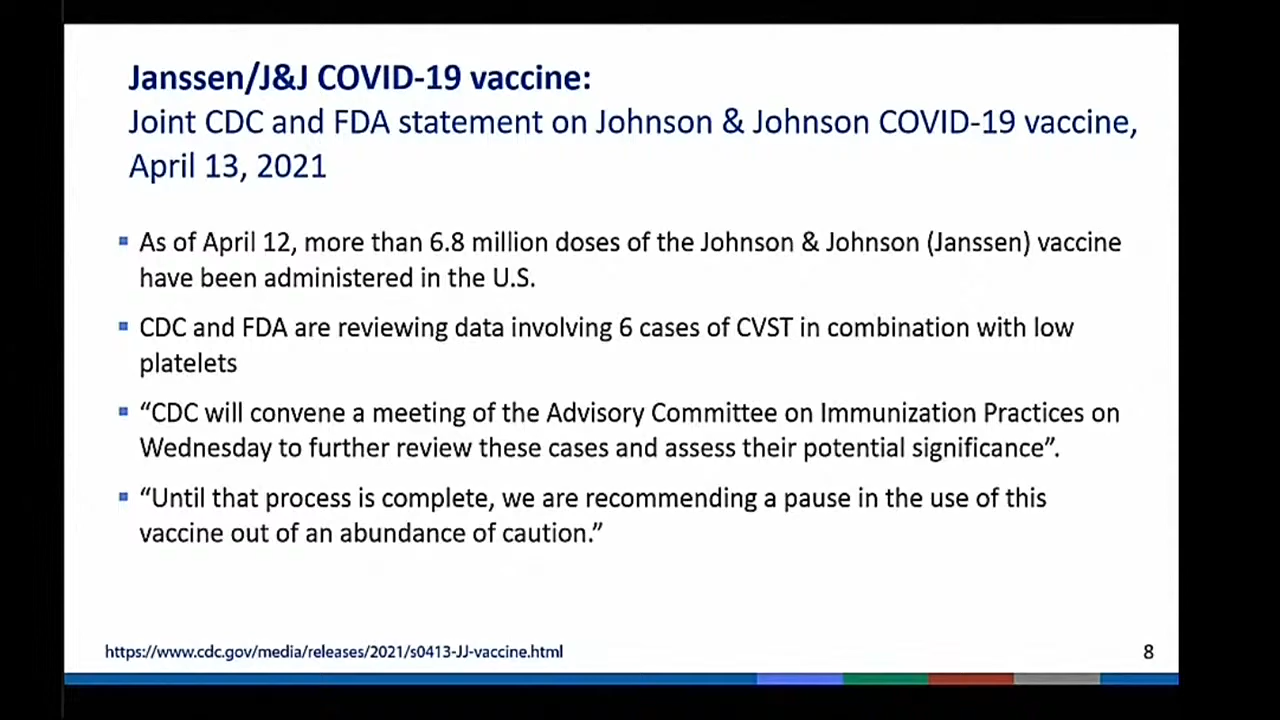 Janssen/J&J COVID-19 vaccine:
Joint CDC and FDA statement on Johnson & Johnson COVID-19 vaccine,
April 13, 2021
▪ As of April 12, more than 6.8 million doses of the Johnson & Johnson (Janssen) vaccine
have been administered in the U.S.
▪ CDC and FDA are reviewing data involving 6 cases of CVST in combination with low
platelets
▪ “CDC will convene a meeting of the Advisory Committee on Immunization Practices on
Wednesday to further review these cases and assess their potential significance”.
▪ “Until that process is complete, we are recommending a pause in the use of this
vaccine out of an abundance of caution.”
https://www.cdc.gov/media/releases/2021/s0413-JJ-vaccine.html
8